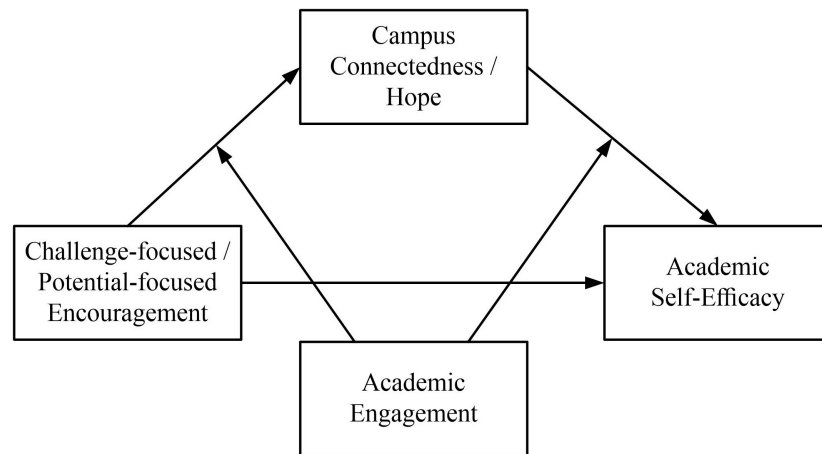 Campus
Connectedness /
Hope
Challenge-focused /
Potential-focused
Encouragement
Academic
Self-Efficacy
Academic
Engagement